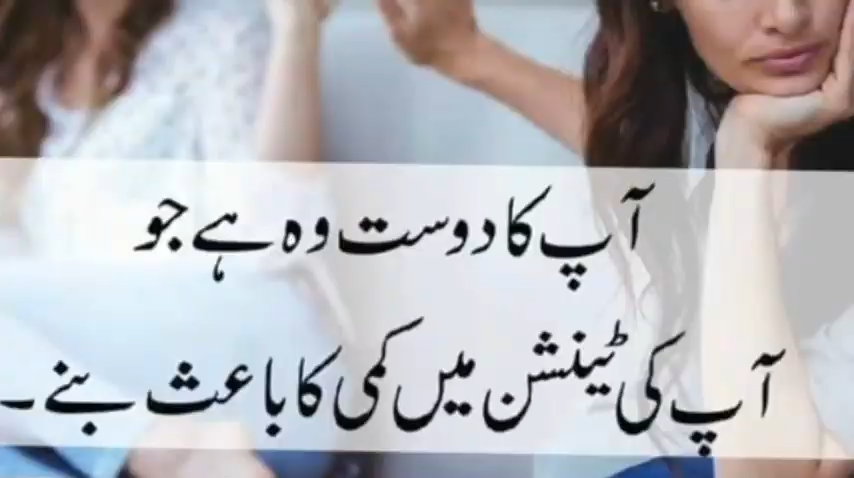 آپ کا دوست وہ ہے جو
آپ کی ٹینشن میں کمی کا باعث بنے۔